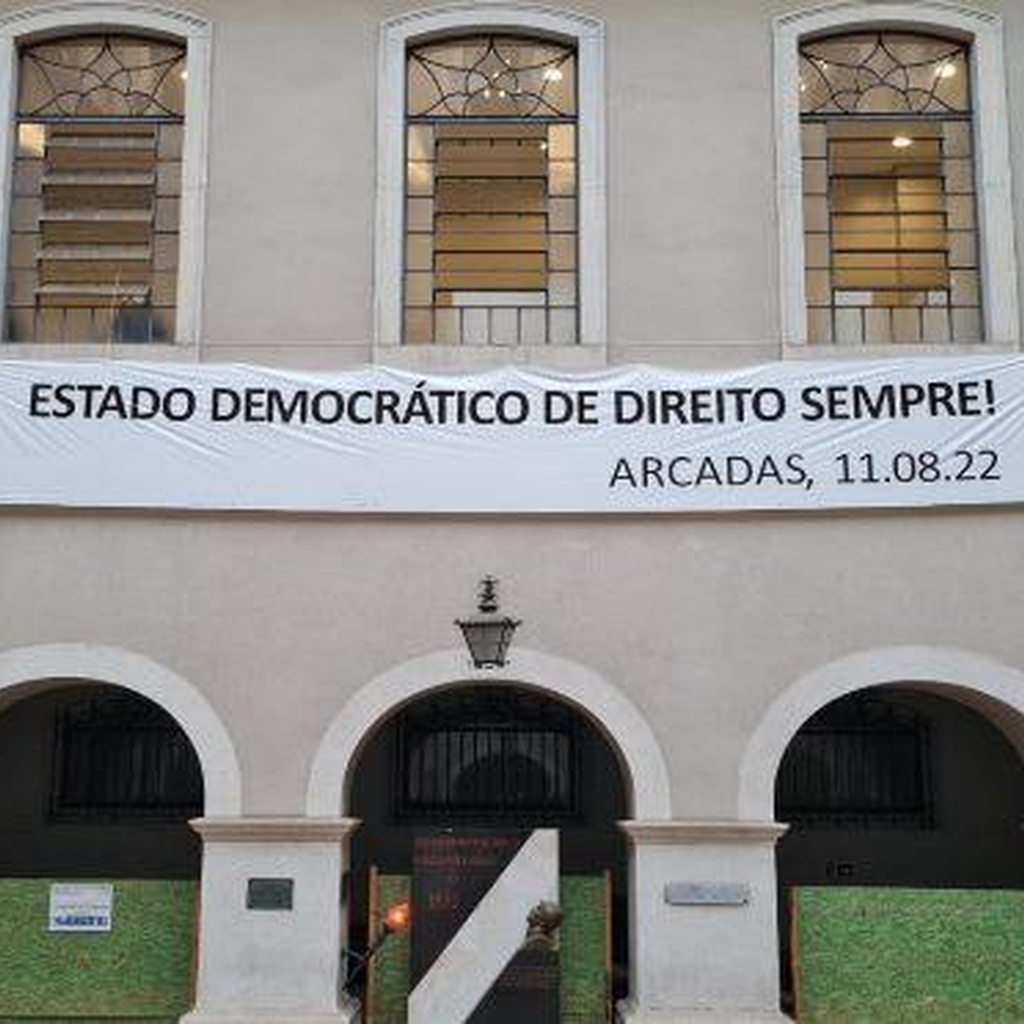 ESTADO DEMOCRÁTICO DE DIREITO SEMPRE!
ARCADAS, 11.08.22